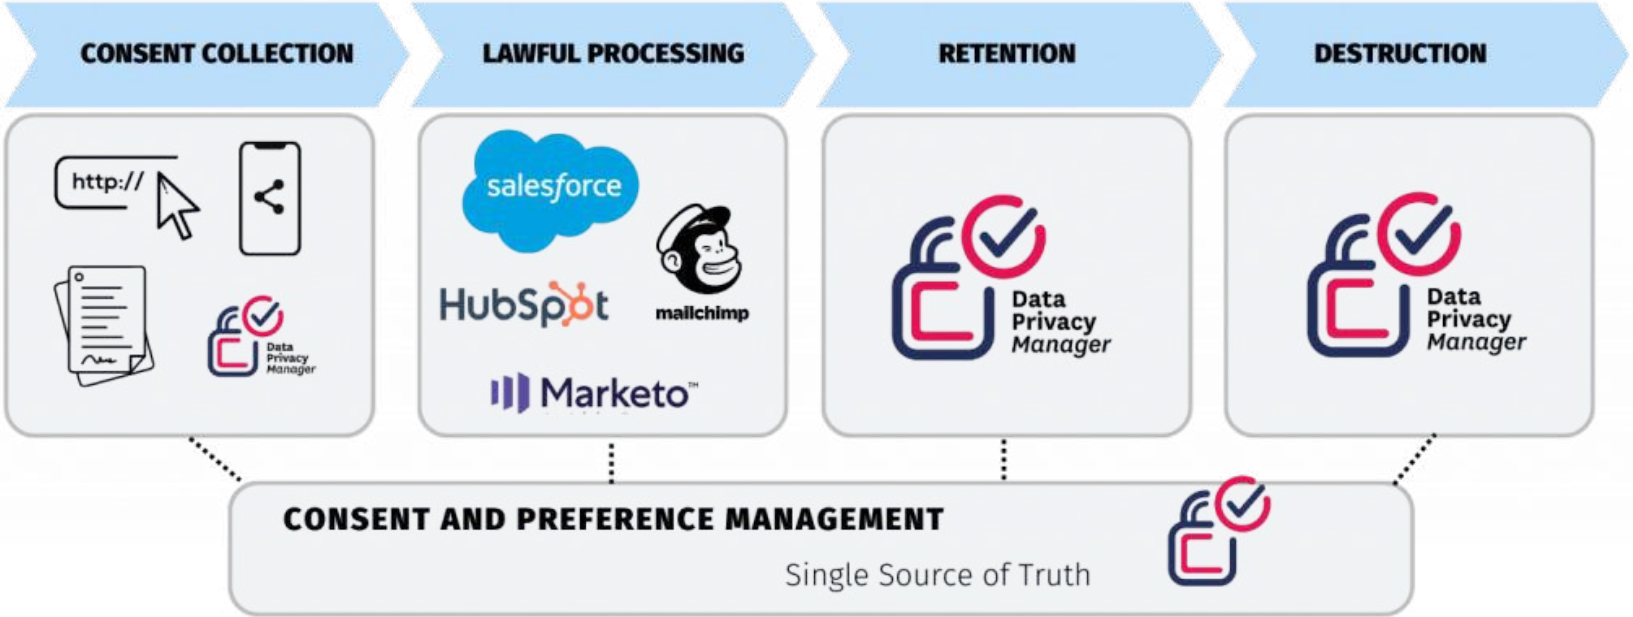 CONSENT COLLECTION
LAWFUL PROCESSING
RETENTION
DESTRUCTION
http://
Data
Privacy
Manager
salesforce
HubSpot
mailchimp
Marketo™
Data
Privacy
Manager
Data
Privacy
Manager
CONSENT AND PREFERENCE MANAGEMENT
Single Source of Truth